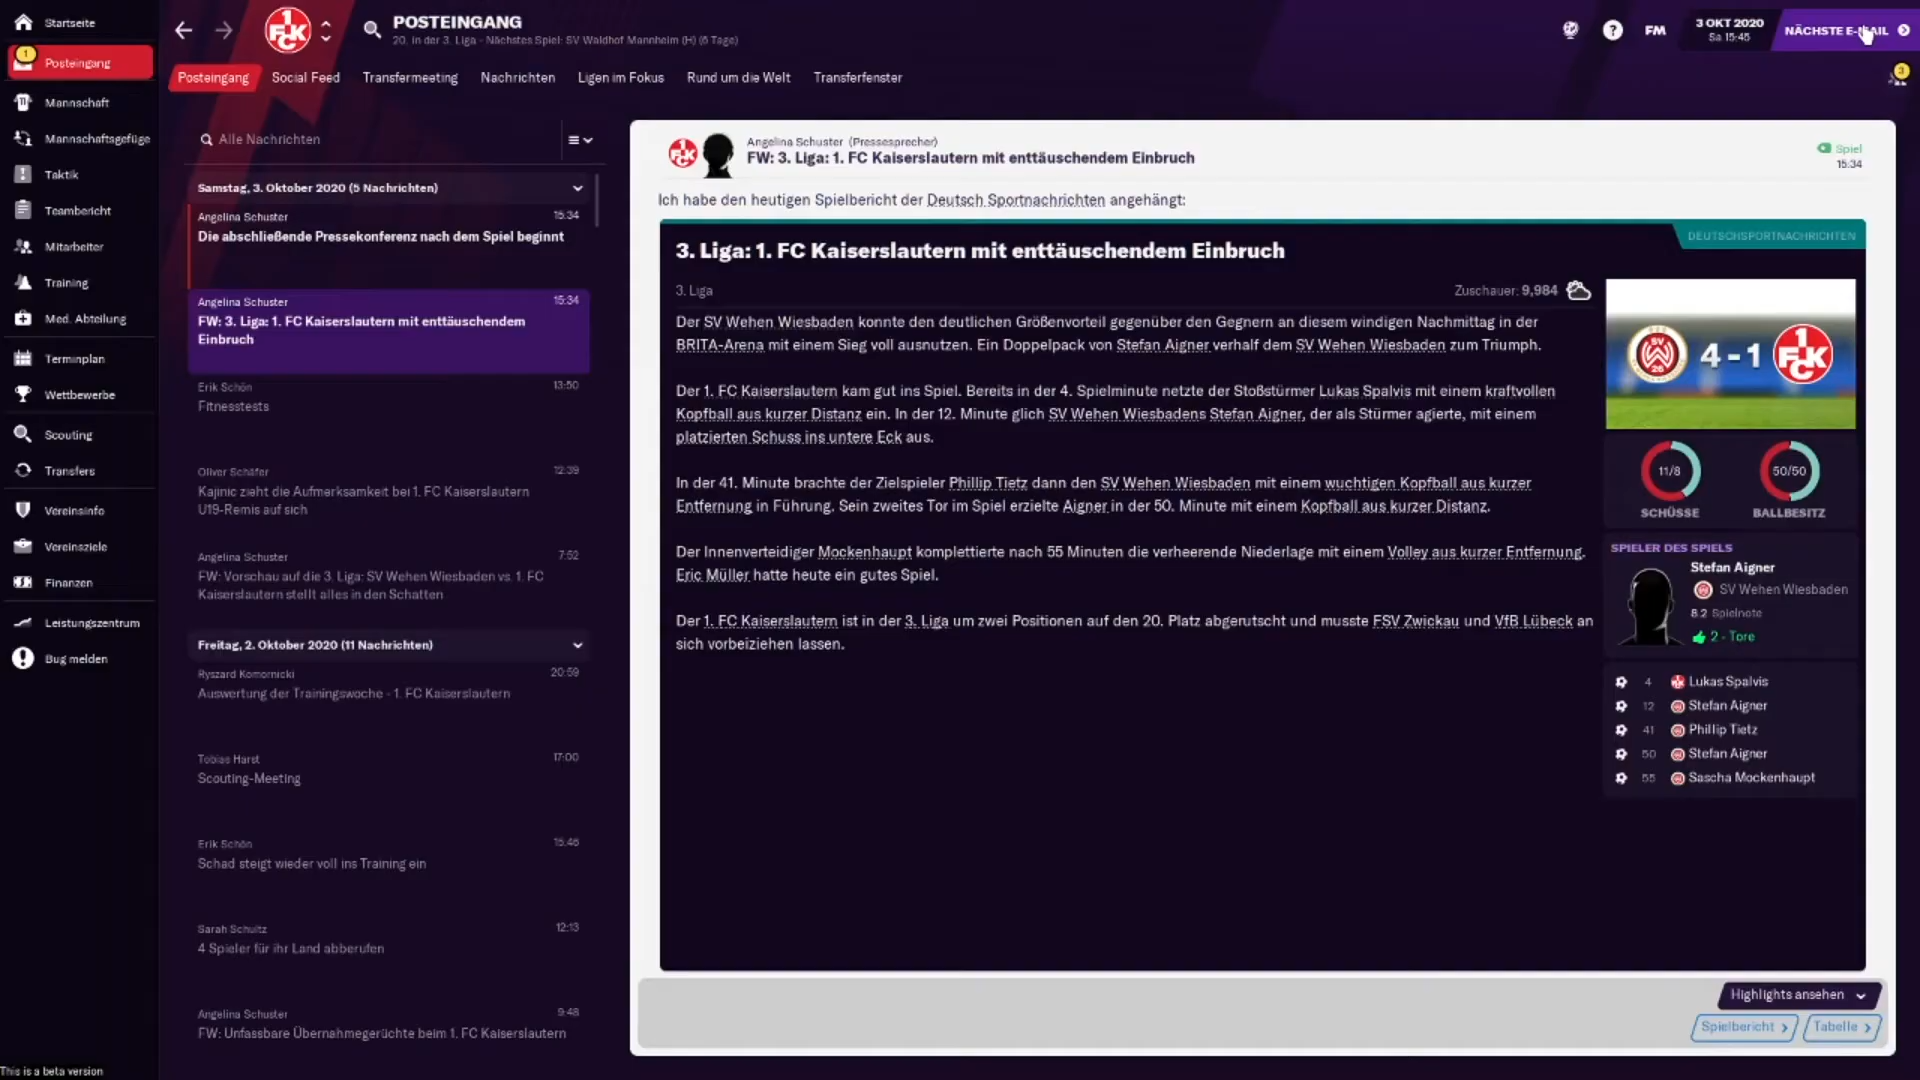 Startseite
1
Posteingang
Mannschaft
Mannschaftsgefüge
Taktik
Teambericht
Mitarbeiter
Training
Med. Abteilung
Terminplan
Wettbewerbe
Scouting
Transfers
Vereinsinfo
Vereinsziele
Finanzen
Leistungszentrum
Bug melden
This is a beta version
POSTEINGANG
20. in der 3. Liga - Nächstes Spiel: SV Waldhof Mannheim (H) (6 Tage)
FM
3 OKT 2020
Sa 15:45
NÄCHSTE E-MAIL
3
Posteingang
Social Feed
Transfermeeting
Nachrichten
Ligen im Fokus
Rund um die Welt
Transferfenster
Alle Nachrichten
Samstag, 3. Oktober 2020 (5 Nachrichten)
Angelina Schuster 15:34
Die abschließende Pressekonferenz nach dem Spiel beginnt
Angelina Schuster 15:34
FW: 3. Liga: 1. FC Kaiserslautern mit enttäuschendem
Einbruch
Erik Schön 13:50
Fitnesstests
Oliver Schäfer 12:39
Kajinic zieht die Aufmerksamkeit bei 1. FC Kaiserslautern
U19-Remis auf sich
Angelina Schuster 7:52
FW: Vorschau auf die 3. Liga: SV Wehen Wiesbaden vs. 1. FC
Kaiserslautern stellt alles in den Schatten
Freitag, 2. Oktober 2020 (11 Nachrichten)
Ryszard Komornicki 20:59
Auswertung der Trainingswoche - 1. FC Kaiserslautern
Tobias Harst 17:00
Scouting-Meeting
Erik Schön 15:46
Schad steigt wieder voll ins Training ein
Sarah Schultz 12:13
4 Spieler für ihr Land abberufen
Angelina Schuster 9:48
FW: Unfassbare Übernahmegerüchte beim 1. FC Kaiserslautern
Angelina Schuster (Pressesprecher)
FW: 3. Liga: 1. FC Kaiserslautern mit enttäuschendem Einbruch
Spiel
15:34
Ich habe den heutigen Spielbericht der Deutsch Sportnachrichten angehängt:
DEUTSCHSPORTNACHRICHTEN
3. Liga: 1. FC Kaiserslautern mit enttäuschendem Einbruch
3. Liga
Zuschauer: 9,984
Der SV Wehen Wiesbaden konnte den deutlichen Größenvorteil gegenüber den Gegnern an diesem windigen Nachmittag in der
BRITA-Arena mit einem Sieg voll ausnutzen. Ein Doppelpack von Stefan Aigner verhalf dem SV Wehen Wiesbaden zum Triumph.
Der 1. FC Kaiserslautern kam gut ins Spiel. Bereits in der 4. Spielminute netzte der Stoßstürmer Lukas Spalvis mit einem kraftvollen
Kopfball aus kurzer Distanz ein. In der 12. Minute glich SV Wehen Wiesbadens Stefan Aigner, der als Stürmer agierte, mit einem
platzierten Schuss ins untere Eck aus.
In der 41. Minute brachte der Zielspieler Phillip Tietz dann den SV Wehen Wiesbaden mit einem wuchtigen Kopfball aus kurzer
Entfernung in Führung. Sein zweites Tor im Spiel erzielte Aigner in der 50. Minute mit einem Kopfball aus kurzer Distanz.
Der Innenverteidiger Mockenhaupt komplettierte nach 55 Minuten die verheerende Niederlage mit einem Volley aus kurzer Entfernung.
Eric Müller hatte heute ein gutes Spiel.
Der 1. FC Kaiserslautern ist in der 3. Liga um zwei Positionen auf den 20. Platz abgerutscht und musste FSV Zwickau und VfB Lübeck an
sich vorbeiziehen lassen.
4 - 1
11/8
50/50
SCHÜSSE
BALLBESITZ
SPIELER DES SPIELS
Stefan Aigner
SV Wehen Wiesbaden
8.2 Spielnote
2 - Tore
4 Lukas Spalvis
12 Stefan Aigner
41 Phillip Tietz
50 Stefan Aigner
55 Sascha Mockenhaupt
Highlights ansehen
Spielbericht
Tabelle